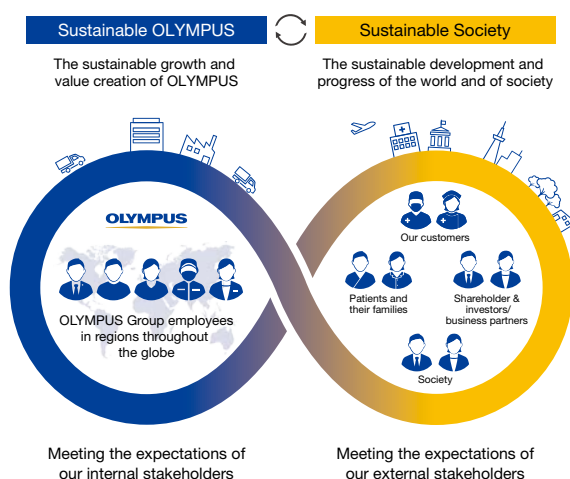 Sustainable OLYMPUS
Sustainable Society
The sustainable growth and
value creation of OLYMPUS
The sustainable development and
progress of the world and of society
OLYMPUS
OLYMPUS Group employees
in regions throughout
the globe
Our customers
Patients and
their families
Shareholder &
investors/
business partners
Society
Meeting the expectations of
our internal stakeholders
Meeting the expectations of
our external stakeholders